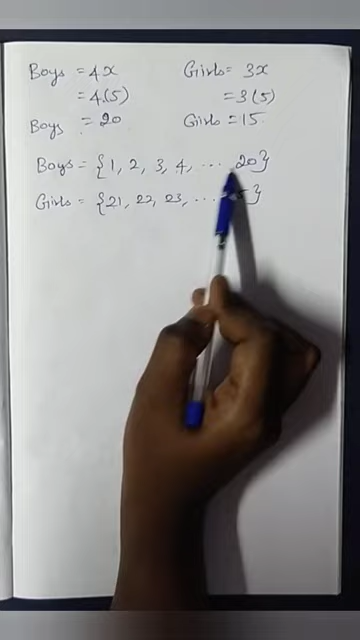 Boys = 4x Girls = 3x
= 4(5) = 3(5)
Boys = 20 Girls = 15
Boys = {1, 2, 3, 4, ... 20}
Girls = {21, 22, 23, ... 5}